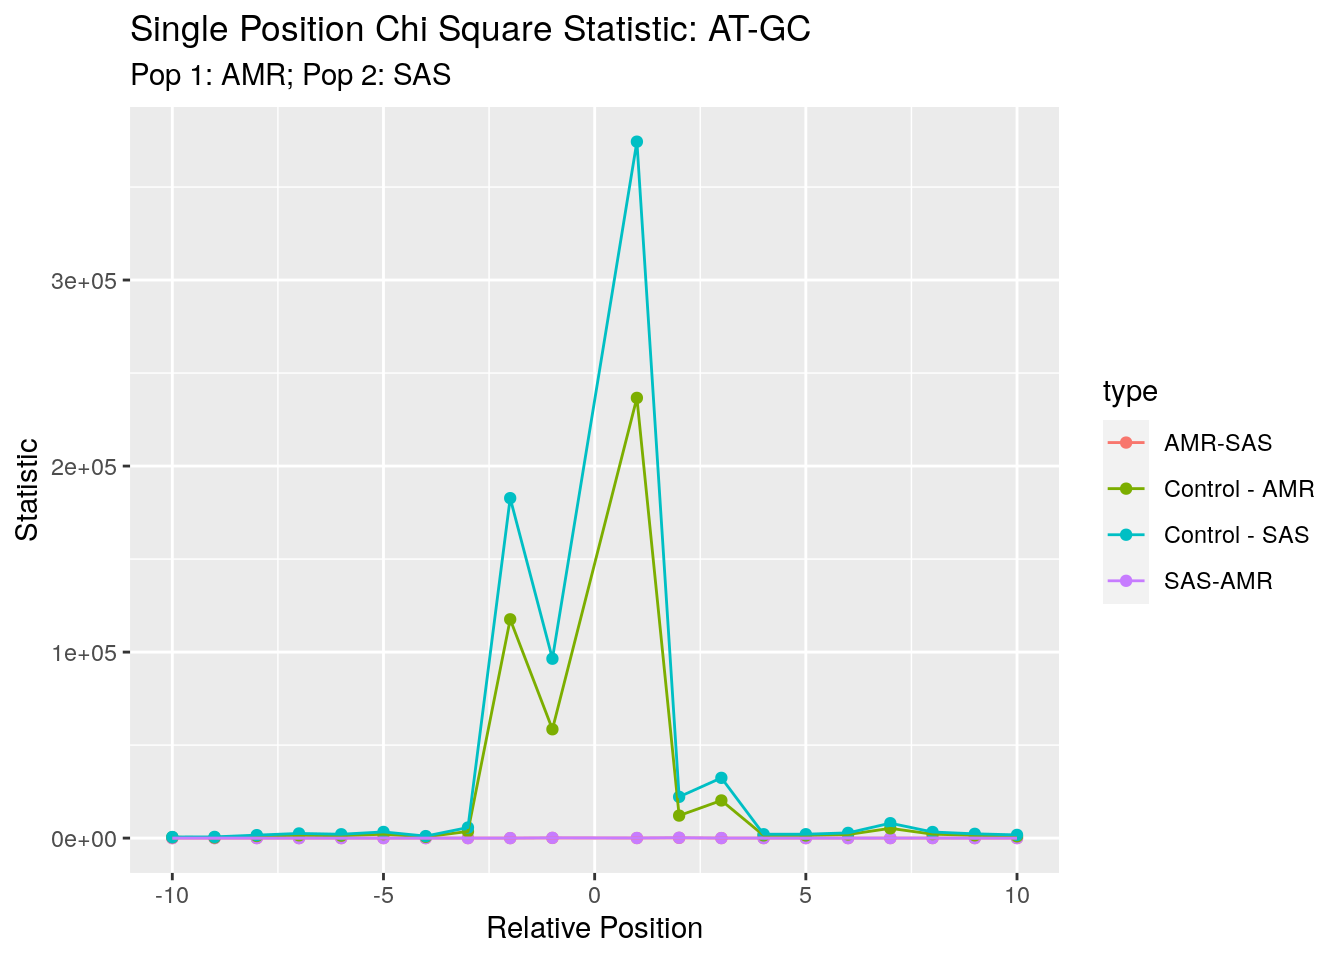 Single Position Chi Square Statistic: AT-GC
Pop 1: AMR; Pop 2: SAS
Statistic
3e+05
2e+05
1e+05
0e+00
-10
-5
0
5
10
Relative Position
type
AMR-SAS
Control - AMR
Control - SAS
SAS-AMR